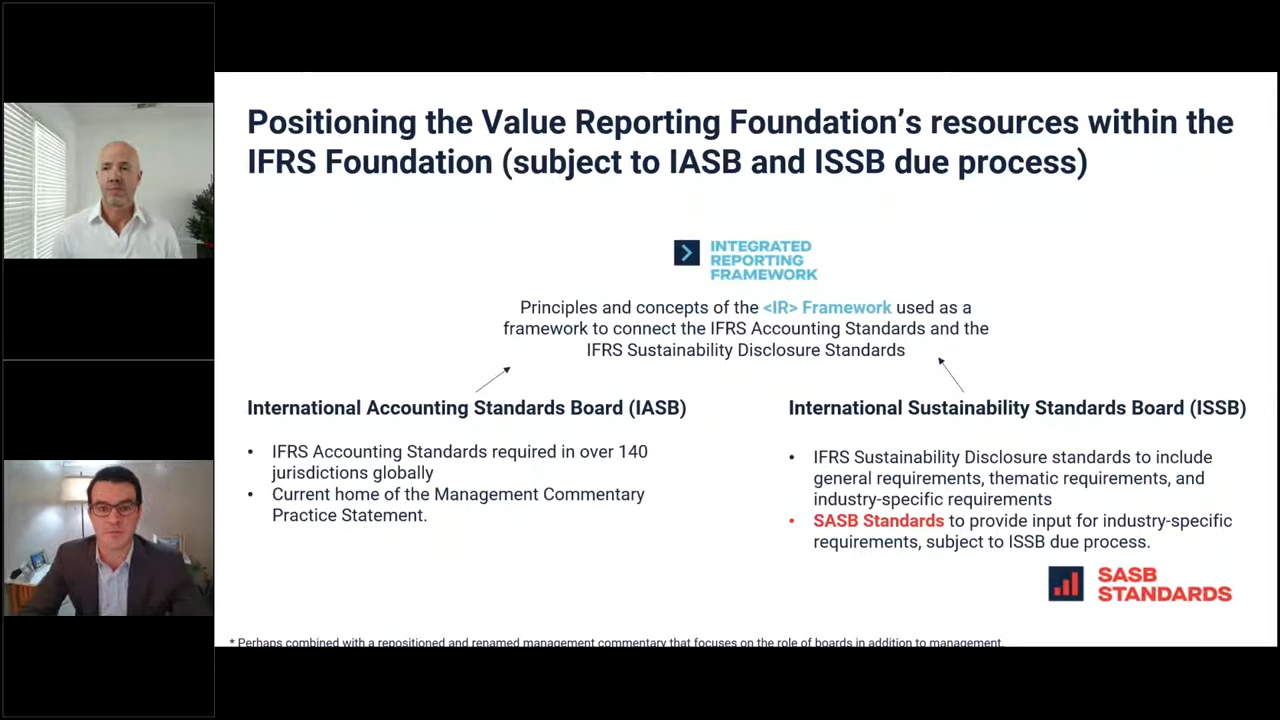 Positioning the Value Reporting Foundation's resources within the
IFRS Foundation (subject to IASB and ISSB due process)
INTEGRATED
REPORTING
FRAMEWORK
Principles and concepts of the <IR> Framework used as a
framework to connect the IFRS Accounting Standards and the
IFRS Sustainability Disclosure Standards
International Accounting Standards Board (IASB)
• IFRS Accounting Standards required in over 140
jurisdictions globally
• Current home of the Management Commentary
Practice Statement.
International Sustainability Standards Board (ISSB)
• IFRS Sustainability Disclosure standards to include
general requirements, thematic requirements, and
industry-specific requirements
• SASB Standards to provide input for industry-specific
requirements, subject to ISSB due process.
SASB
STANDARDS
* Perhaps combined with a repositioned and renamed management commentary that focuses on the role of boards in addition to management.